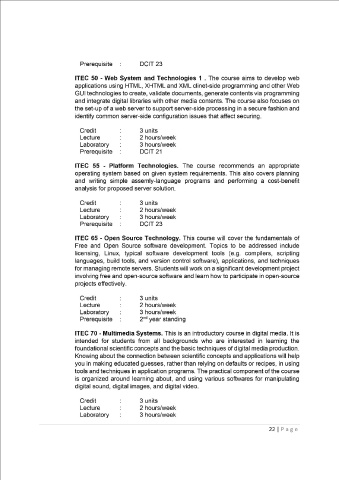 Prerequisite : DCIT 23
ITEC 50 - Web System and Technologies 1 . The course aims to develop web
applications using HTML, XHTML and XML clinet-side programming and other Web
GUI technologies to create, validate documents, generate contents via programming
and integrate digital libraries with other media contents. The course also focuses on
the set-up of a web server to support server-side processing in a secure fashion and
identify common server-side configuration issues that affect securing.
Credit : 3 units
Lecture : 2 hours/week
Laboratory : 3 hours/week
Prerequisite : DCIT 21
ITEC 55 - Platform Technologies. The course recommends an appropriate
operating system based on given system requirements. This also covers planning
and writing simple assemly-language programs and performing a cost-benefit
analysis for proposed server solution.
Credit : 3 units
Lecture : 2 hours/week
Laboratory : 3 hours/week
Prerequisite : DCIT 23
ITEC 65 - Open Source Technology. This course will cover the fundamentals of
Free and Open Source software development. Topics to be addressed include
licensing, Linux, typical software development tools (e.g. compilers, scripting
languages, build tools, and version control software), applications, and techniques
for managing remote servers. Students will work on a significant development project
involving free and open-source software and learn how to participate in open-source
projects effectively.
Credit : 3 units
Lecture : 2 hours/week
Laboratory : 3 hours/week
Prerequisite : 2nd year standing
ITEC 70 - Multimedia Systems. This is an introductory course in digital media. It is
intended for students from all backgrounds who are interested in learning the
foundational scientific concepts and the basic techniques of digital media production.
Knowing about the connection between scientific concepts and applications will help
you in making educated guesses, rather than relying on defaults or recipes, in using
tools and techniques in application programs. The practical component of the course
is organized around learning about, and using various softwares for manipulating
digital sound, digital images, and digital video.
Credit : 3 units
Lecture : 2 hours/week
Laboratory : 3 hours/week
22 | Page